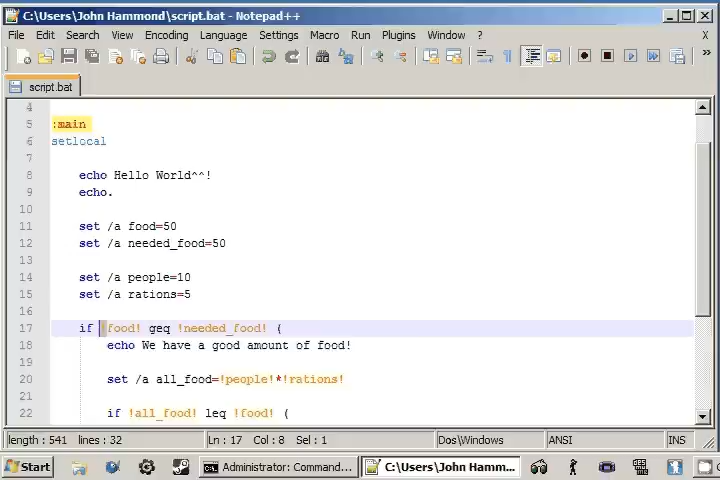 C:\Users\John Hammond\script.bat - Notepad++
File Edit Search View Encoding Language Settings Macro Run Plugins Window ? X
script.bat
4
5 :main
6 setlocal
7
8 echo Hello World^^!
9 echo.
10
11 set /a food=50
12 set /a needed_food=50
13
14 set /a people=10
15 set /a rations=5
16
17 if !food! geq !needed_food! (
18 echo We have a good amount of food!
19
20 set /a all_food=!people!*!rations!
21
22 if !all_food! leq !food! (
length : 541 lines : 32 Ln : 17 Col : 8 Sel : 1 Dos\Windows ANSI INS
Start Administrator: Command... C:\Users\John Hamm...